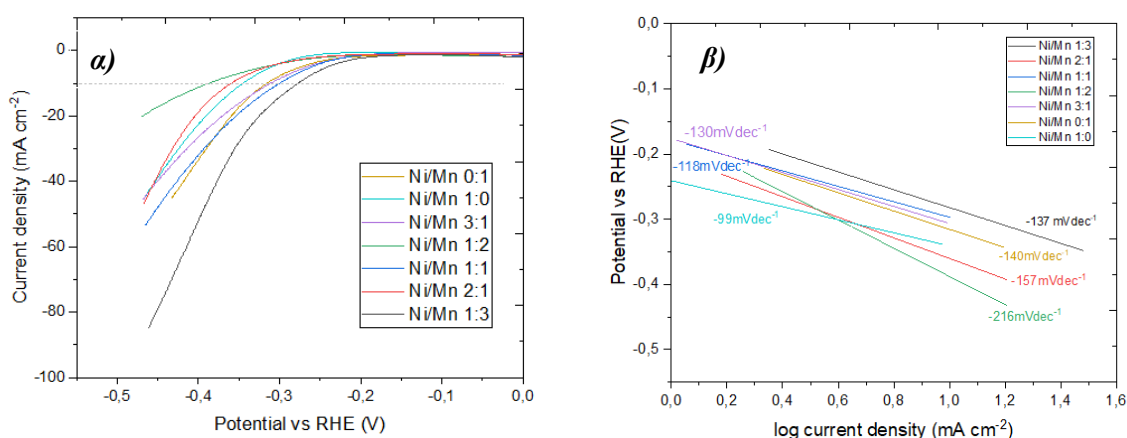 α)
Current density (mA cm⁻²)
0
-20
-40
-60
-80
-100
-0,5
-0,4
-0,3
-0,2
-0,1
0,0
Potential vs RHE (V)
Ni/Mn 0:1
Ni/Mn 1:0
Ni/Mn 3:1
Ni/Mn 1:2
Ni/Mn 1:1
Ni/Mn 2:1
Ni/Mn 1:3
β)
Potential vs RHE(V)
0,0
-0,1
-0,2
-0,3
-0,4
-0,5
0,0
0,2
0,4
0,6
0,8
1,0
1,2
1,4
1,6
log current density (mA cm⁻²)
Ni/Mn 1:3
Ni/Mn 2:1
Ni/Mn 1:1
Ni/Mn 1:2
Ni/Mn 3:1
Ni/Mn 0:1
Ni/Mn 1:0
-130mVdec⁻¹
-118mVdec⁻¹
-99mVdec⁻¹
-137 mVdec⁻¹
-140mVdec⁻¹
-157mVdec⁻¹
-216mVdec⁻¹